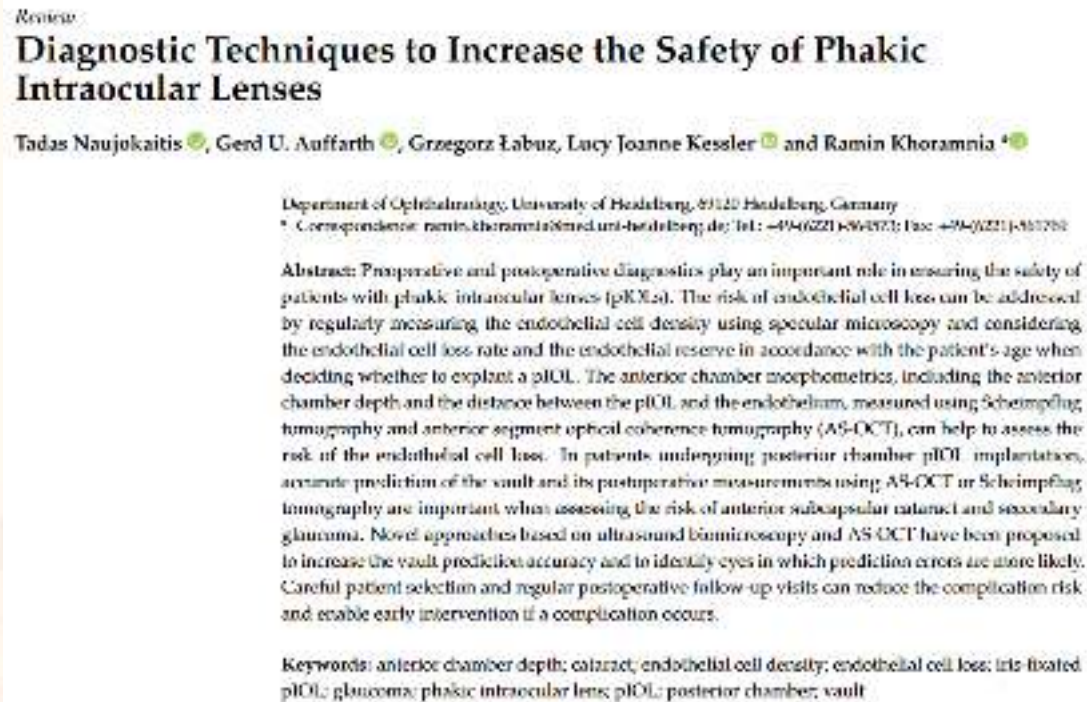 Review
Diagnostic Techniques to Increase the Safety of Phakic
Intraocular Lenses
Tadas Naujokaitis, Gerd U. Auffarth, Grzegorz Łabuz, Lucy Joanne Kessler and Ramin Khoramnia *
Department of Ophthalmology, University of Heidelberg, 69120 Heidelberg, Germany
* Correspondence: ramin.khoramnia@med.uni-heidelberg.de; Tel.: Fax:
Abstract: Preoperative and postoperative diagnostics play an important role in ensuring the safety of
patients with phakic intraocular lenses (pIOLs). The risk of endothelial cell loss can be addressed
by regularly measuring the endothelial cell density using specular microscopy and considering
the endothelial cell loss rate and the endothelial reserve in accordance with the patient's age when
deciding whether to explant a pIOL. The anterior chamber morphometrics, including the anterior
chamber depth and the distance between the pIOL and the endothelium, measured using Scheimpflug
tomography and anterior segment optical coherence tomography (AS-OCT), can help to assess the
risk of the endothelial cell loss. In patients undergoing posterior chamber pIOL implantation,
accurate prediction of the vault and its postoperative measurements using AS-OCT or Scheimpflug
tomography are important when assessing the risk of anterior subcapsular cataract and secondary
glaucoma. Novel approaches based on ultrasound biomicroscopy and AS-OCT have been proposed
to increase the vault prediction accuracy and to identify eyes in which prediction errors are more likely.
Careful patient selection and regular postoperative follow-up visits can reduce the complication risk
and enable early intervention if a complication occurs.
Keywords: anterior chamber depth; cataract; endothelial cell density; endothelial cell loss; iris-fixated
pIOL; glaucoma; phakic intraocular lens; pIOL; posterior chamber; vault